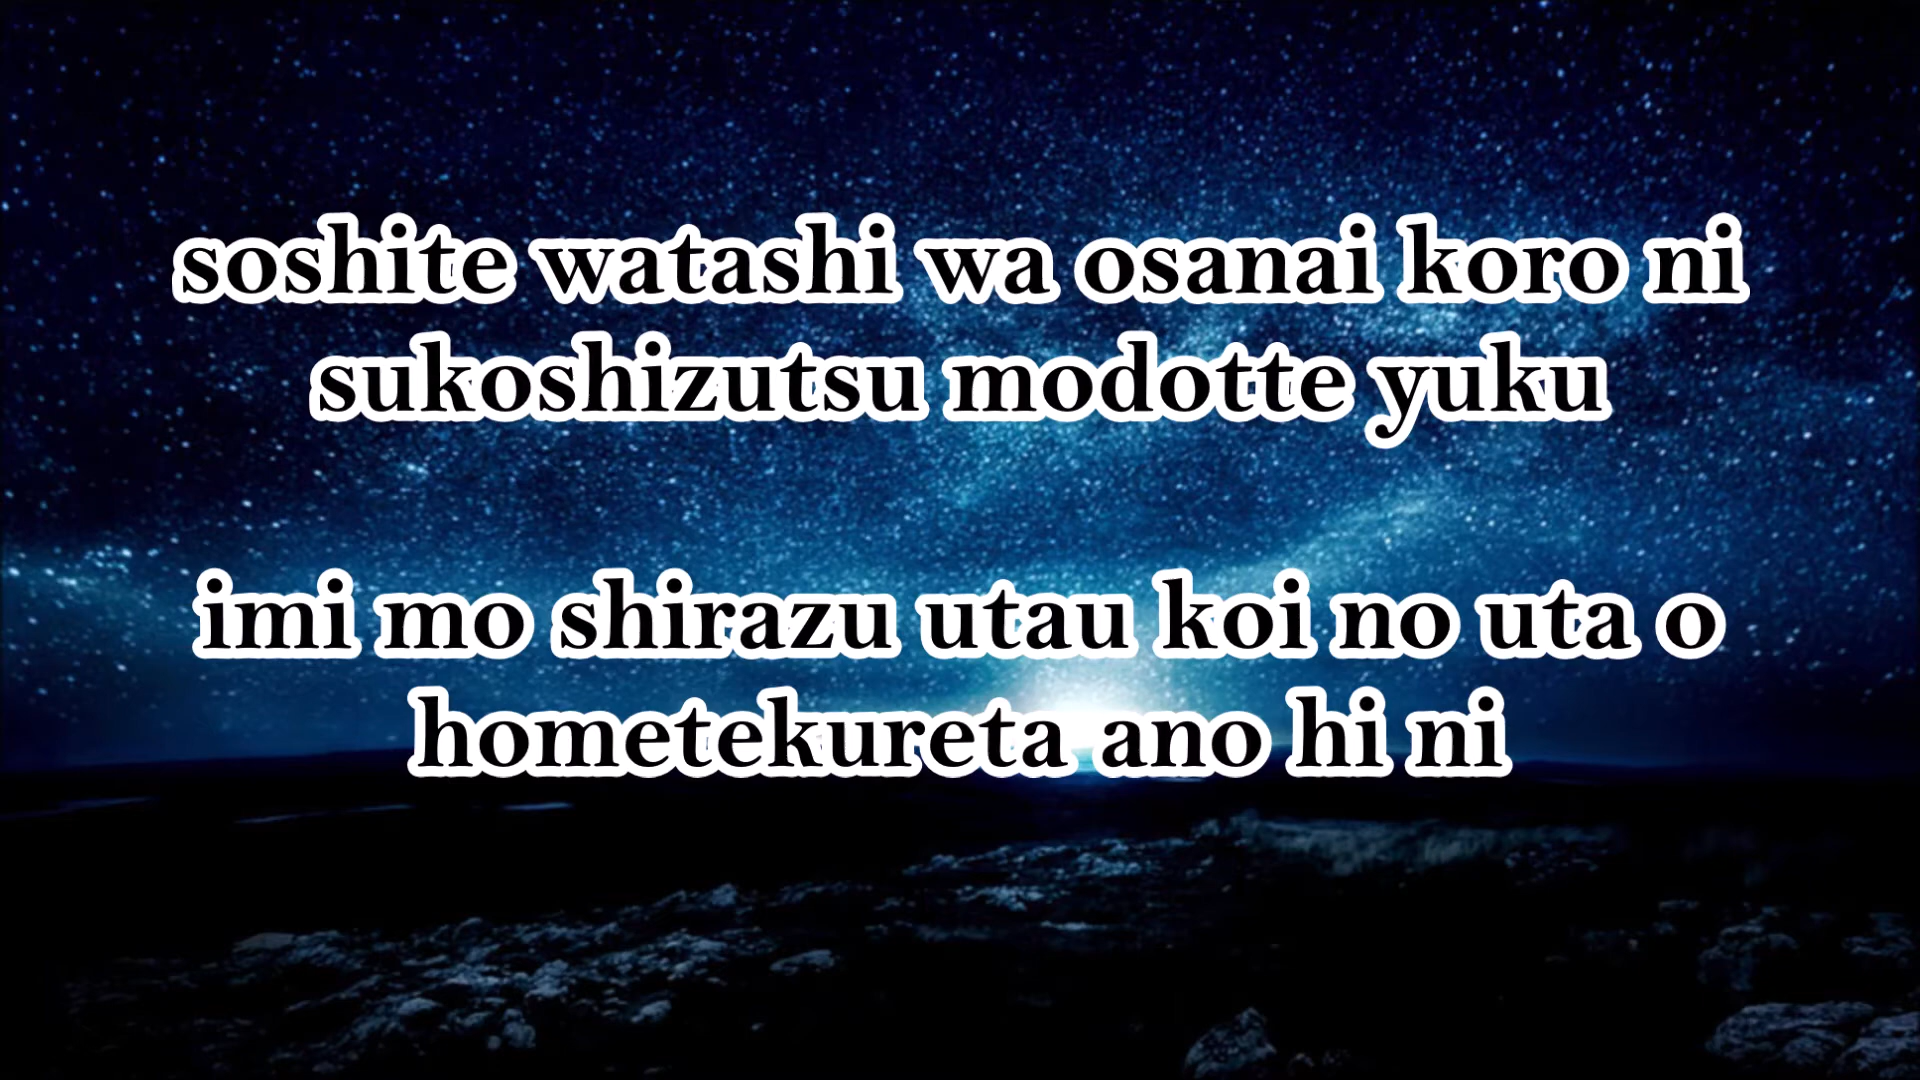 soshite watashi wa osanai koro ni
sukoshizutsu modotte yuku
imi mo shirazu utau koi no uta o
hometekureta ano hi ni